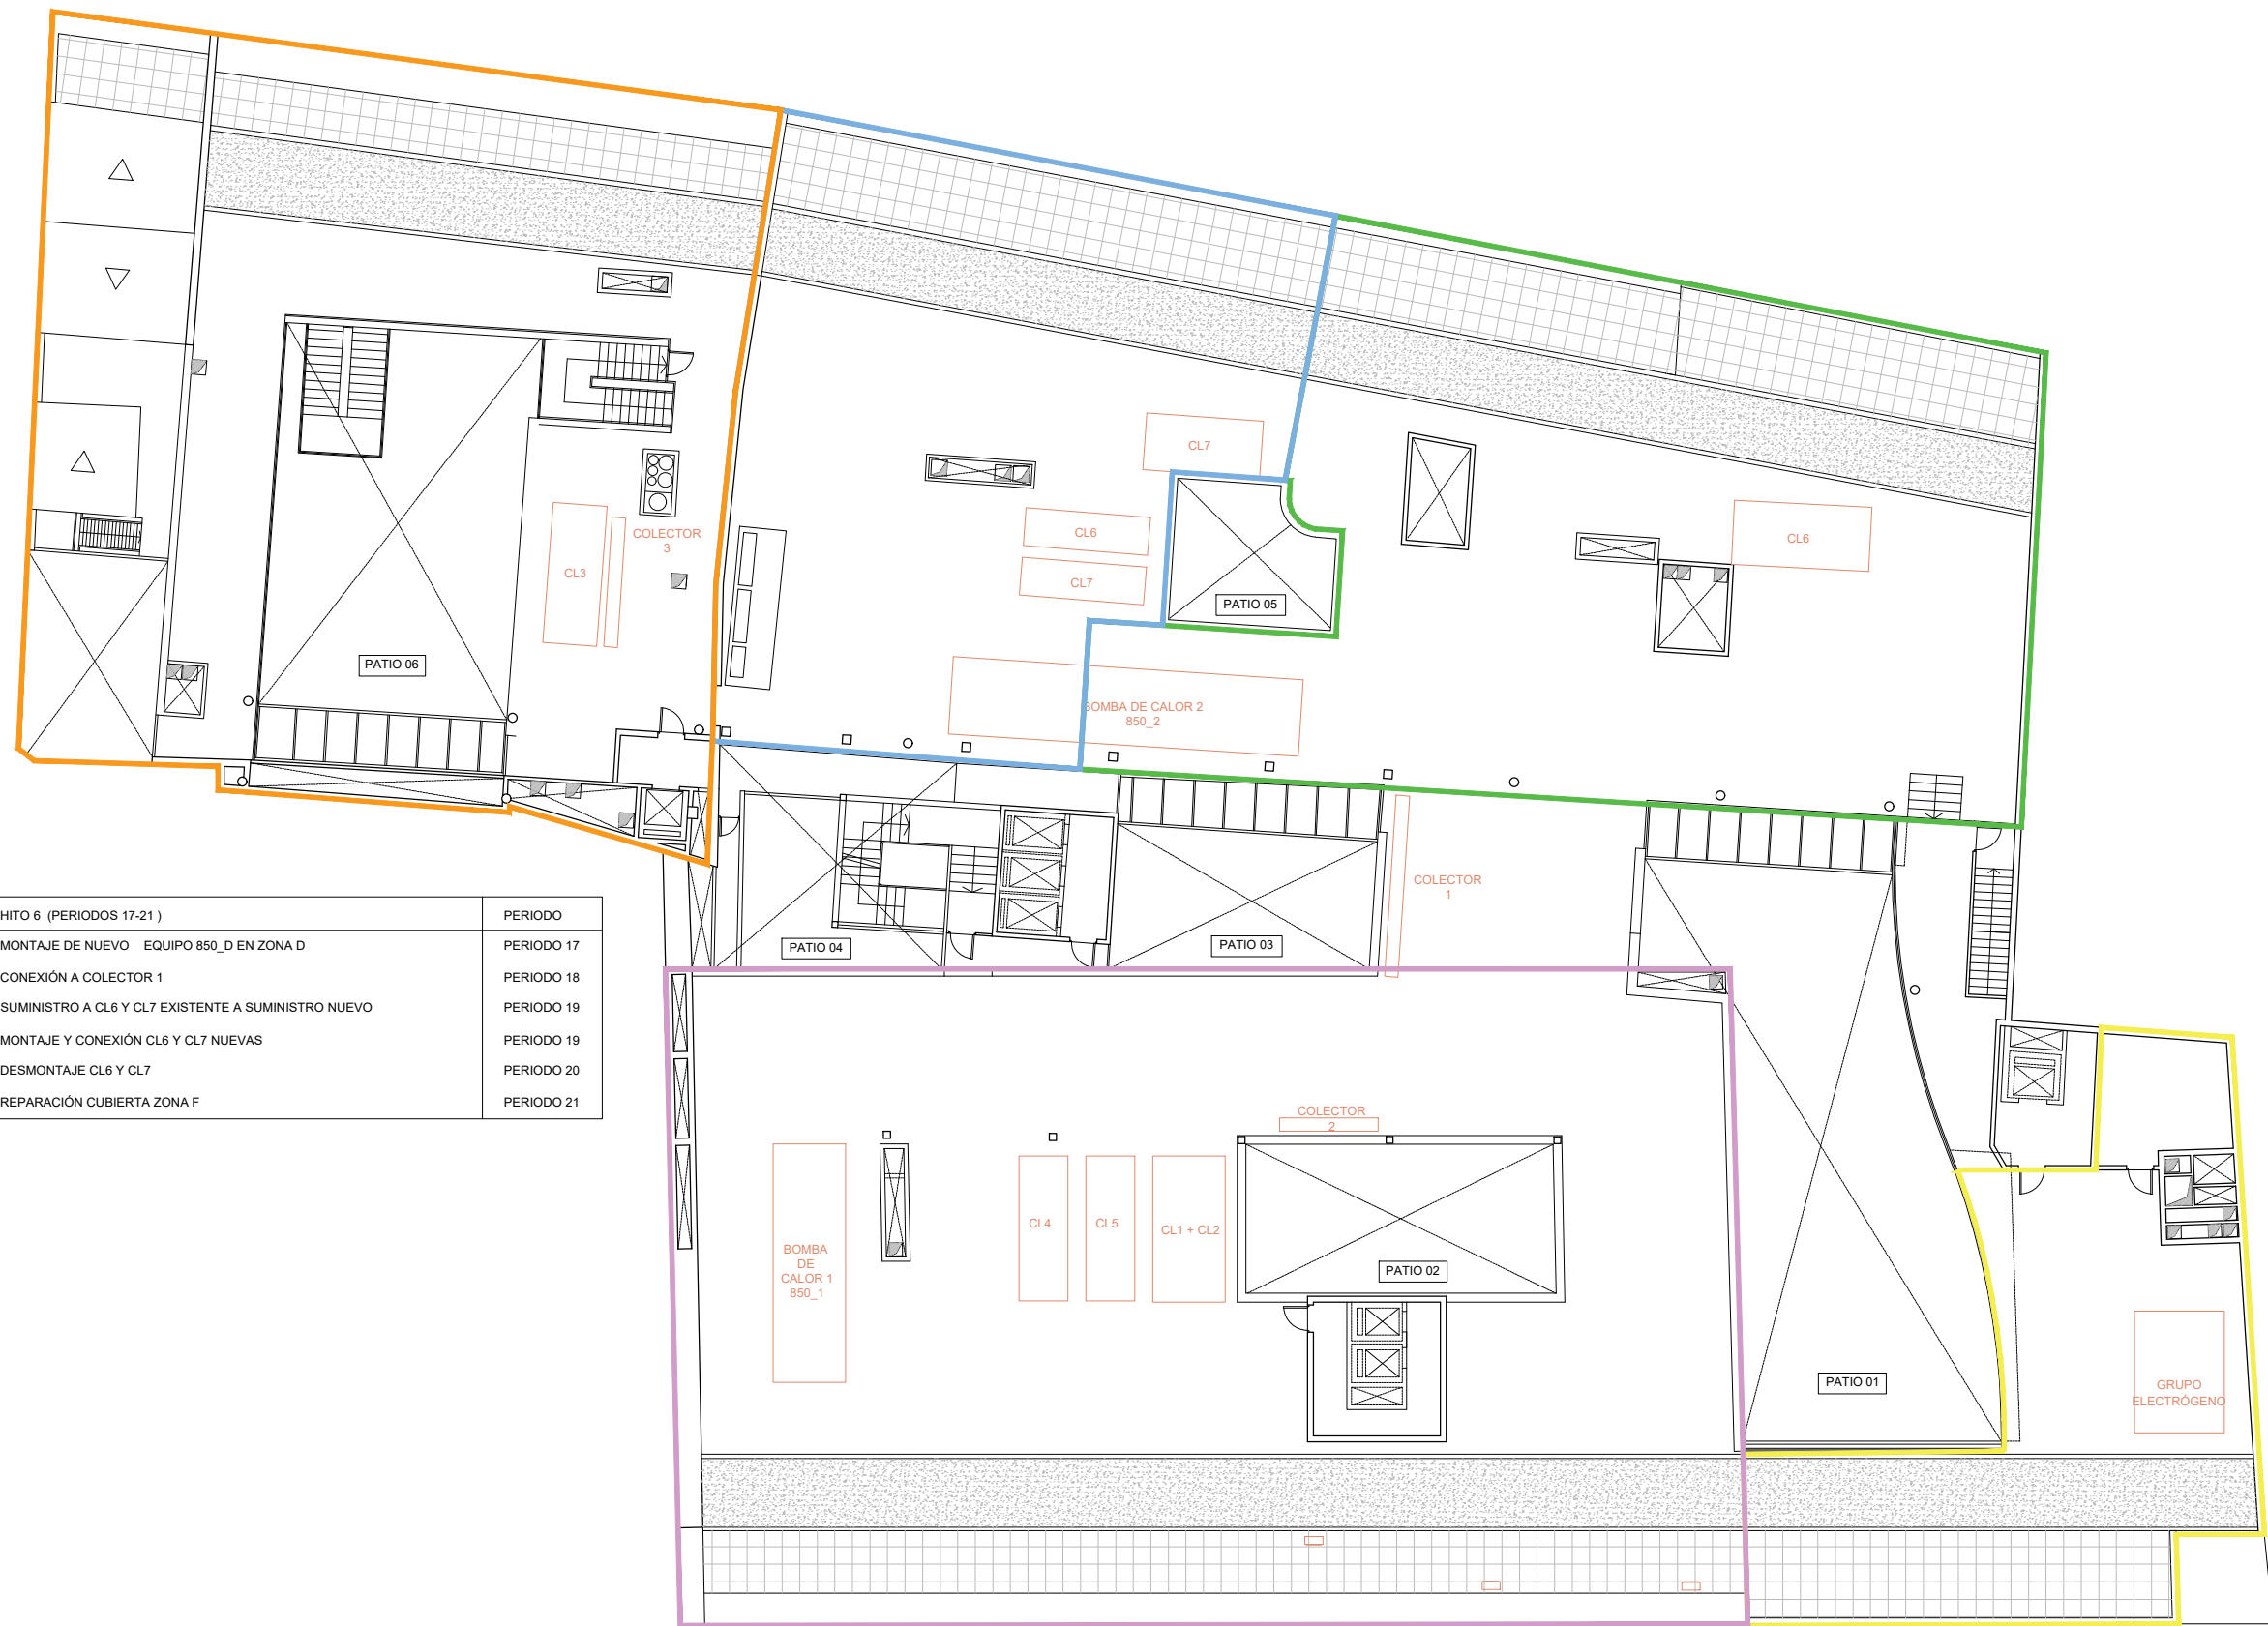 CL7
CL6
CL7
CL6
COLECTOR
3
CL3
PATIO 05
PATIO 06
BOMBA DE CALOR 2
850_2
COLECTOR
1
PATIO 04
PATIO 03
HITO 6 (PERIODOS 17-21 ) PERIODO
MONTAJE DE NUEVO EQUIPO 850_D EN ZONA D PERIODO 17
CONEXIÓN A COLECTOR 1 PERIODO 18
SUMINISTRO A CL6 Y CL7 EXISTENTE A SUMINISTRO NUEVO PERIODO 19
MONTAJE Y CONEXIÓN CL6 Y CL7 NUEVAS PERIODO 19
DESMONTAJE CL6 Y CL7 PERIODO 20
REPARACIÓN CUBIERTA ZONA F PERIODO 21
COLECTOR
2
CL4
CL5
CL1 + CL2
BOMBA
DE
CALOR 1
850_1
PATIO 02
PATIO 01
GRUPO
ELECTRÓGENO